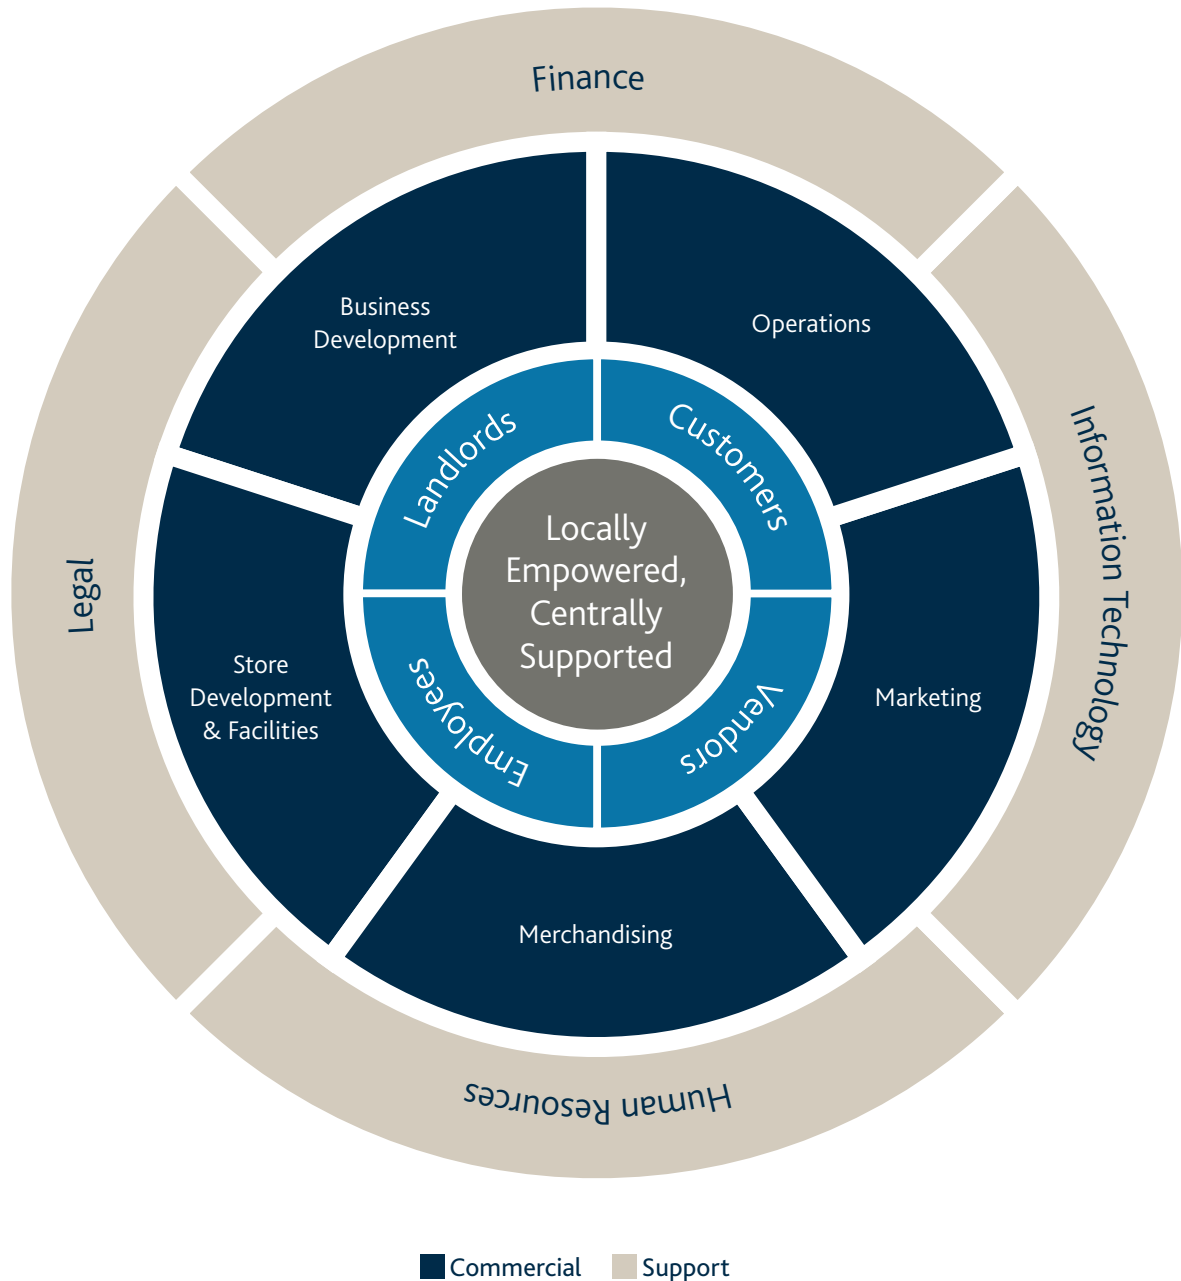 Finance
Business
Development
Operations
Landlords
Customers
Information Technology
Locally
Empowered,
Centrally
Supported
Legal
Store
Development
& Facilities
Employees
Vendors
Marketing
Merchandising
Human Resources
Commercial
Support